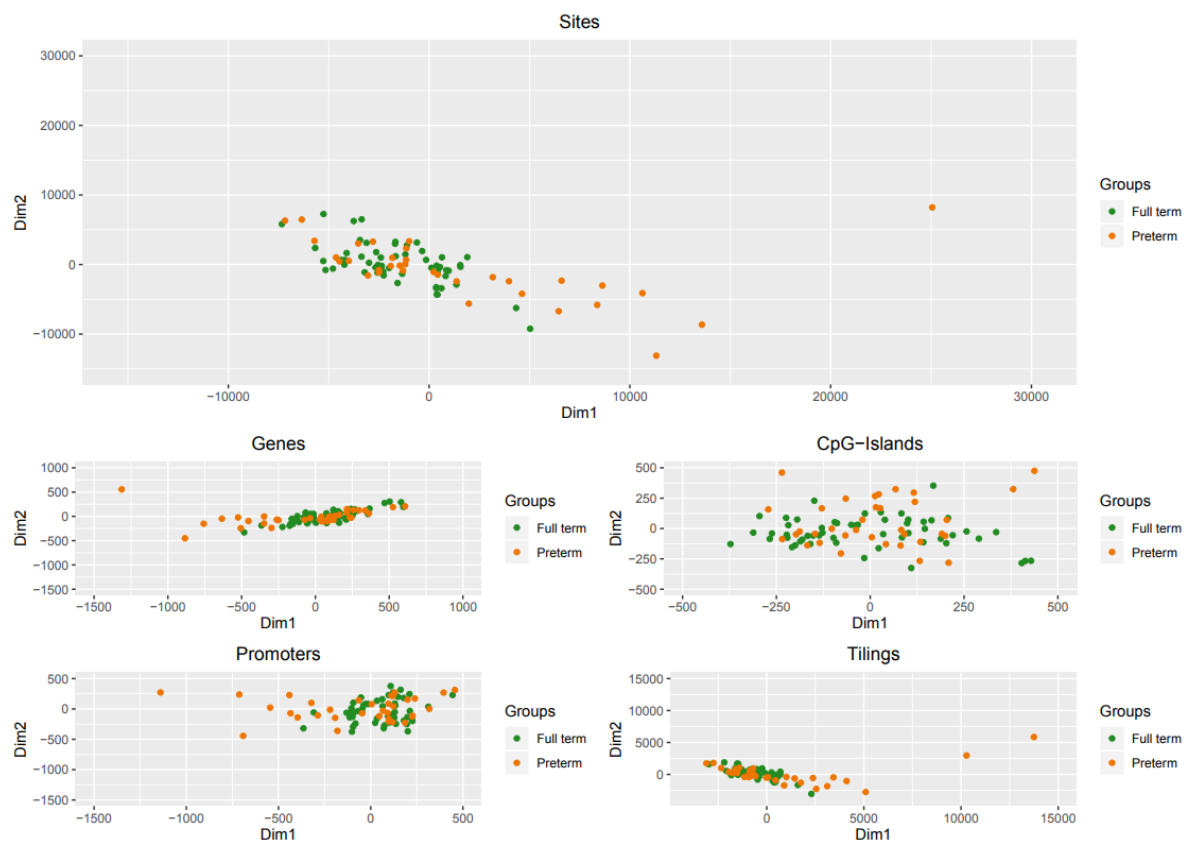 Sites
30000
20000
10000
0
−10000
Dim2
−10000 0 10000 20000 30000
Dim1
Groups
Full term
Preterm
Genes
1000
500
0
−500
−1000
−1500
Dim2
−1500 −1000 −500 0 500 1000
Dim1
Groups
Full term
Preterm
CpG−Islands
500
250
0
−250
−500
Dim2
−500 −250 0 250 500
Dim1
Groups
Full term
Preterm
Promoters
500
0
−500
−1000
−1500
Dim2
−1500 −1000 −500 0 500
Dim1
Groups
Full term
Preterm
Tilings
15000
10000
5000
0
Dim2
0 5000 10000 15000
Dim1
Groups
Full term
Preterm